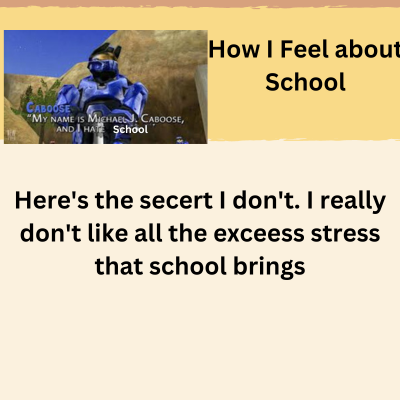 How I Feel about
School
CABOOSE
"MY NAME IS MICHAEL J. CABOOSE,
AND I HATE School
Here's the secert I don't. I really
don't like all the exceess stress
that school brings